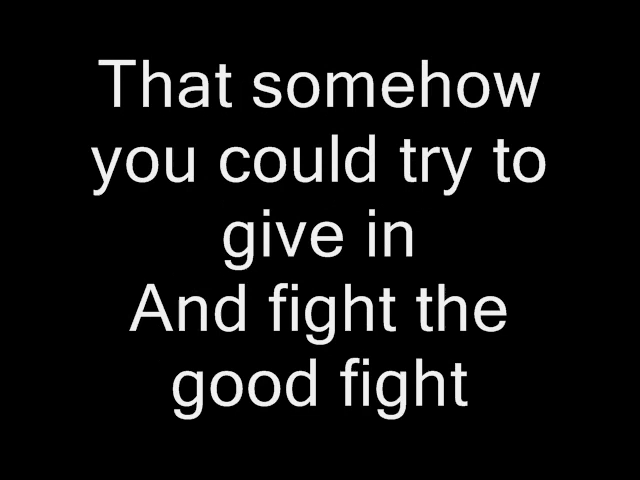 That somehow
you could try to
give in
And fight the
good fight